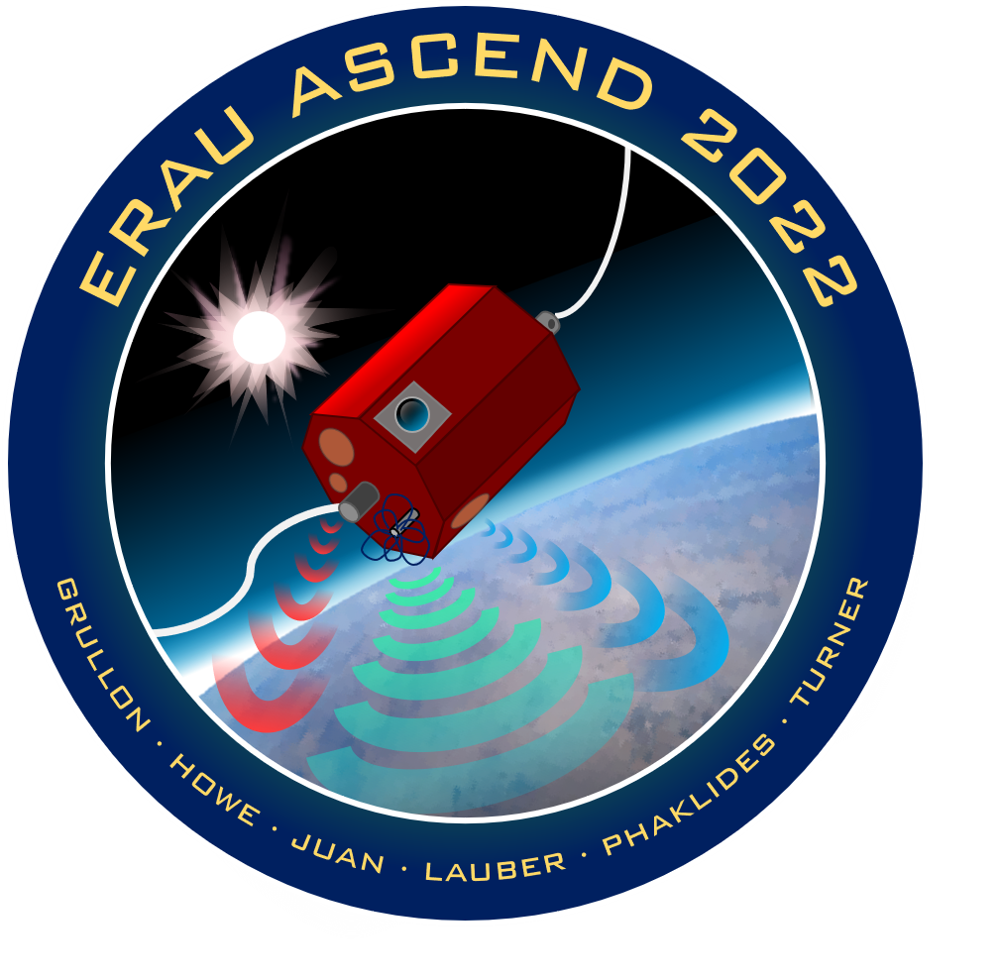 ERAU ASCEND 2022
GRULLON · HOWE · JUAN · LAUBER · PHAKLIDES · TURNER